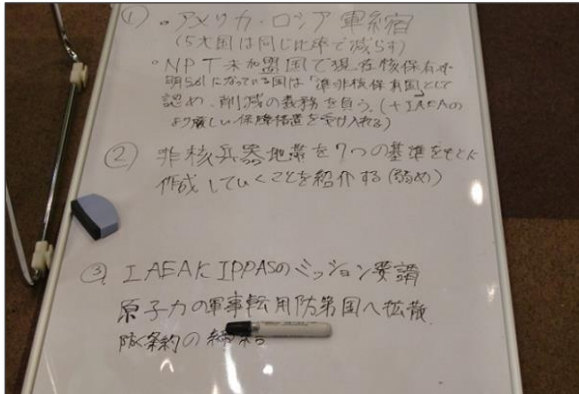 ① ・アメリカ・ロシア 軍縮
(5大国は同じ比率で減らす)
・NPT未加盟国で現在核保有が
明らかになっている国は「準非核保有国」として
認め、削減の義務を負う。(+IAEAの
より厳しい保障措置を受け入れる)
② 非核兵器地帯を7つの基準をもとに
作成していくことを紹介する(弱め)
③ IAEAにIPPASのミッション要請
原子力の軍事転用防 国へ拡散
条約の締結